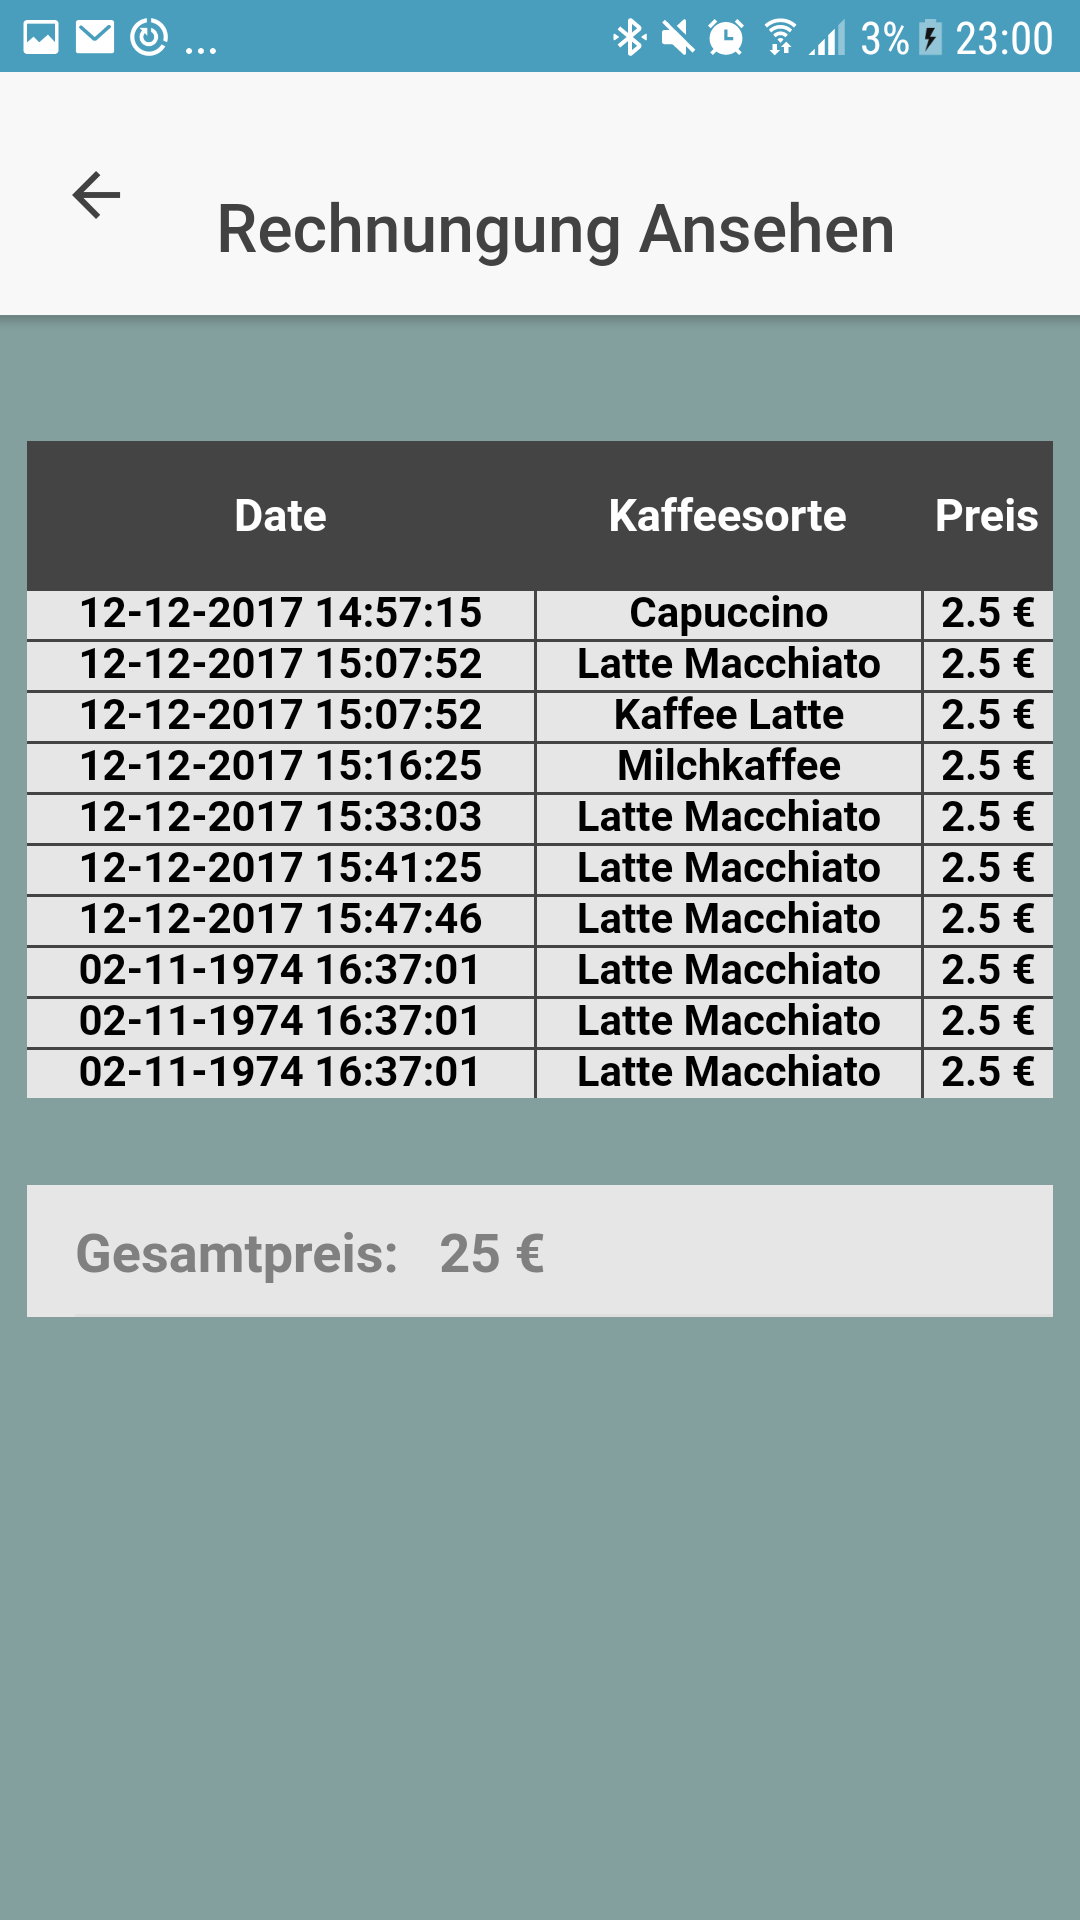 ... 3% 23:00
Rechnungung Ansehen
Date Kaffeesorte Preis
12-12-2017 14:57:15 Capuccino 2.5 €
12-12-2017 15:07:52 Latte Macchiato 2.5 €
12-12-2017 15:07:52 Kaffee Latte 2.5 €
12-12-2017 15:16:25 Milchkaffee 2.5 €
12-12-2017 15:33:03 Latte Macchiato 2.5 €
12-12-2017 15:41:25 Latte Macchiato 2.5 €
12-12-2017 15:47:46 Latte Macchiato 2.5 €
02-11-1974 16:37:01 Latte Macchiato 2.5 €
02-11-1974 16:37:01 Latte Macchiato 2.5 €
02-11-1974 16:37:01 Latte Macchiato 2.5 €
Gesamtpreis: 25 €